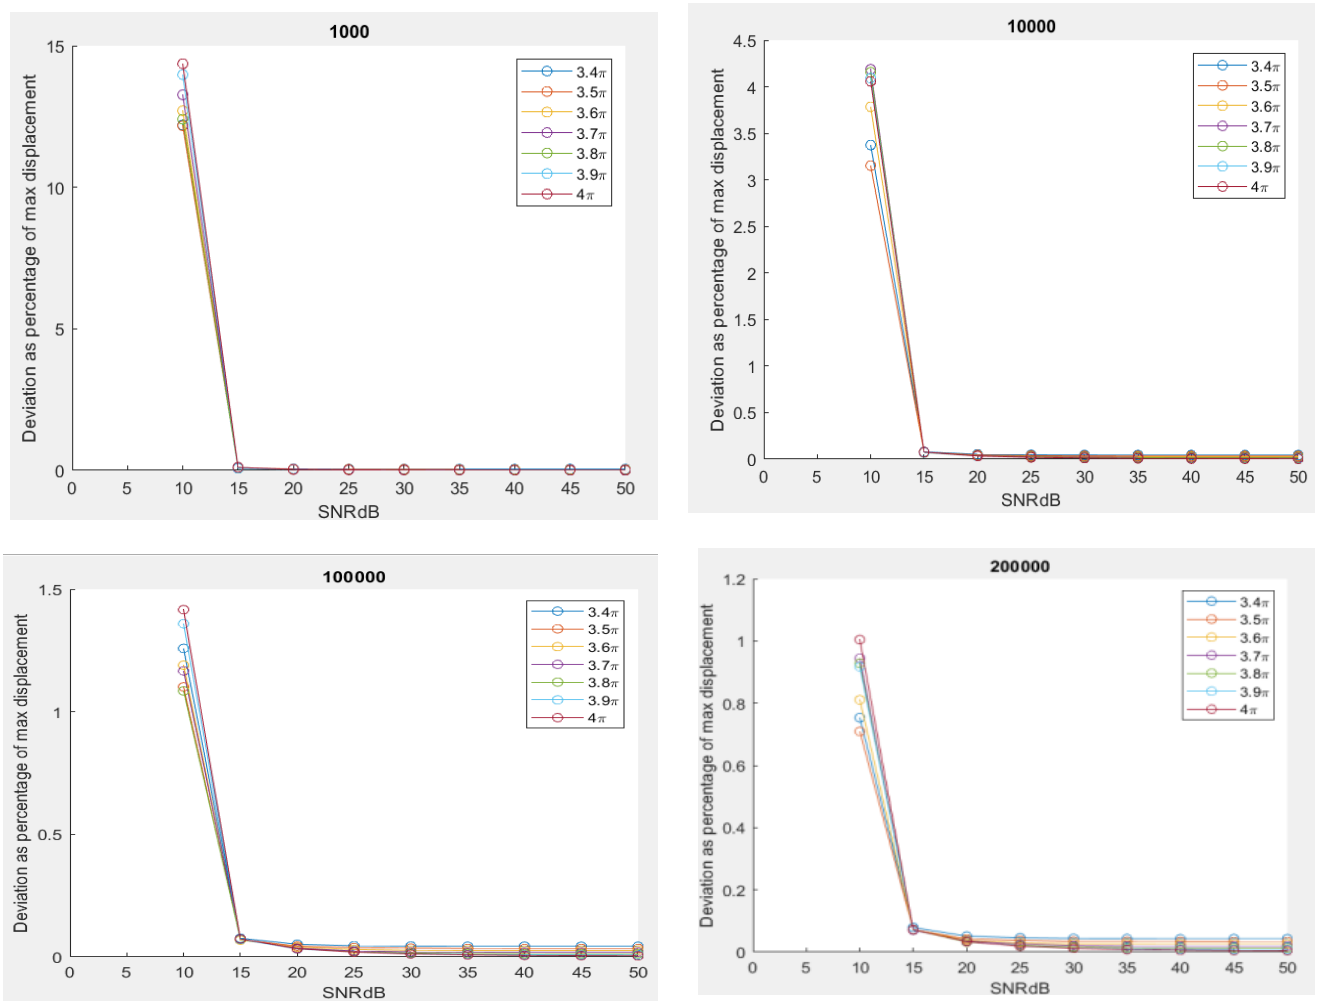 1000
Deviation as percentage of max displacement
15
10
5
0
0 5 10 15 20 25 30 35 40 45 50
SNRdB
3.4π
3.5π
3.6π
3.7π
3.8π
3.9π
4π
10000
Deviation as percentage of max displacement
4.5
4
3.5
3
2.5
2
1.5
1
0.5
0
0 5 10 15 20 25 30 35 40 45 50
SNRdB
3.4π
3.5π
3.6π
3.7π
3.8π
3.9π
4π
100000
Deviation as percentage of max displacement
1.5
1
0.5
0
0 5 10 15 20 25 30 35 40 45 50
SNRdB
3.4π
3.5π
3.6π
3.7π
3.8π
3.9π
4π
200000
Deviation as percentage of max displacement
1.2
1
0.8
0.6
0.4
0.2
0
0 5 10 15 20 25 30 35 40 45 50
SNRdB
3.4π
3.5π
3.6π
3.7π
3.8π
3.9π
4π